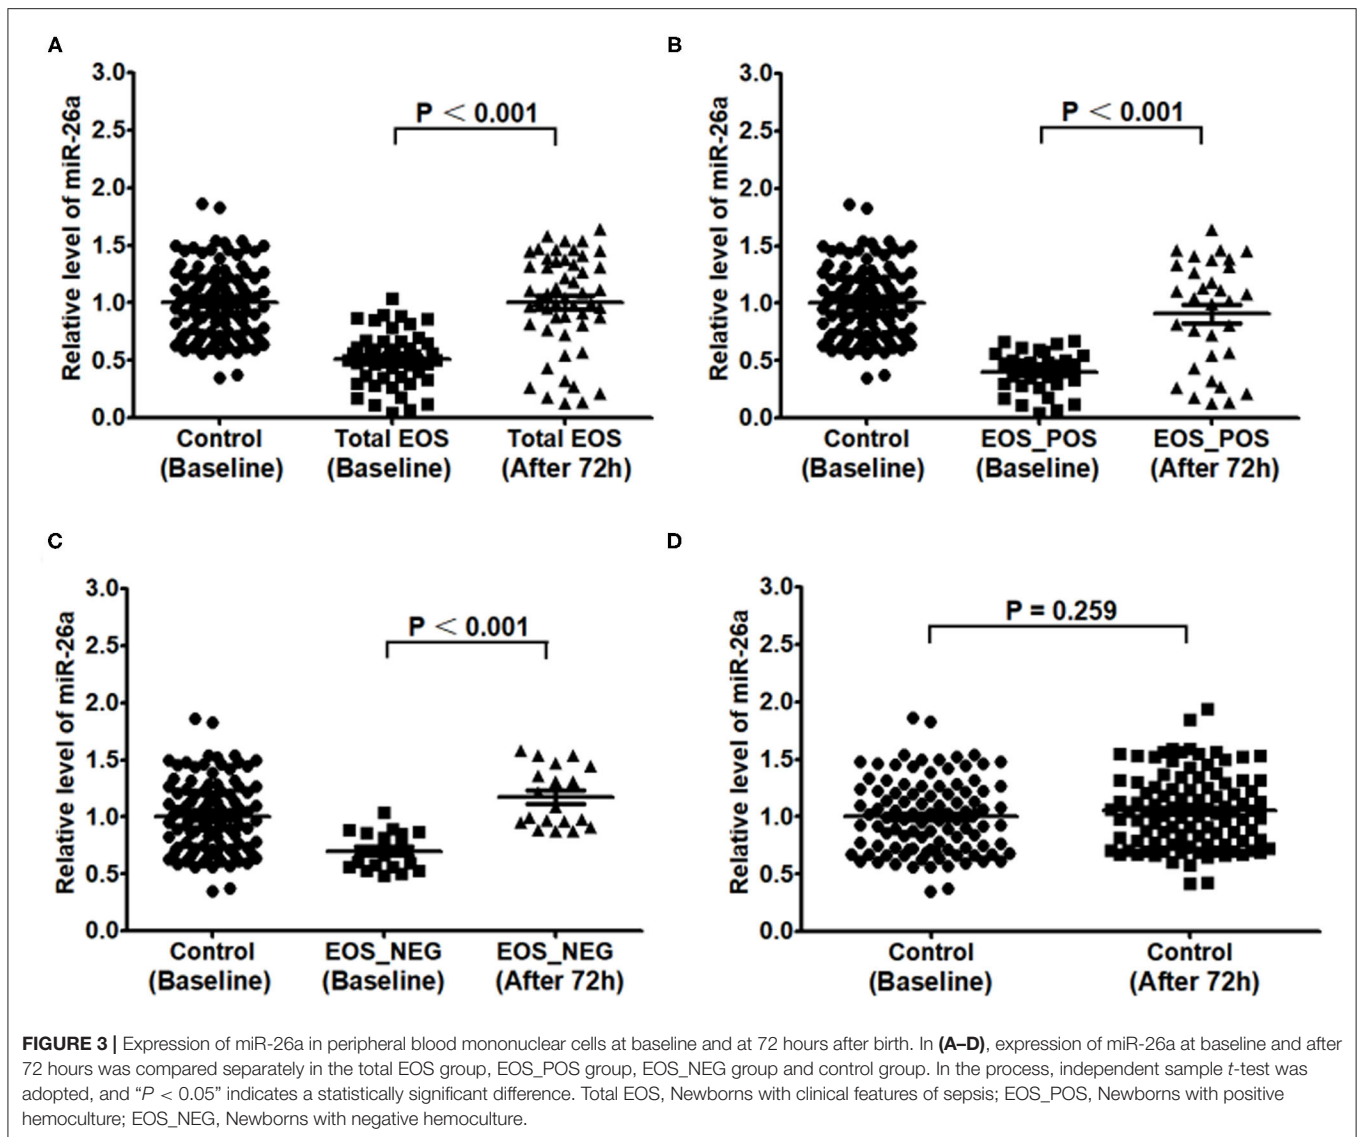 A
Relative level of miR-26a
3.0
2.5
2.0
1.5
1.0
0.5
0.0
P < 0.001
Control
(Baseline)
Total EOS
(Baseline)
Total EOS
(After 72h)
B
Relative level of miR-26a
3.0
2.5
2.0
1.5
1.0
0.5
0.0
P < 0.001
Control
(Baseline)
EOS_POS
(Baseline)
EOS_POS
(After 72h)
C
Relative level of miR-26a
3.0
2.5
2.0
1.5
1.0
0.5
0.0
P < 0.001
Control
(Baseline)
EOS_NEG
(Baseline)
EOS_NEG
(After 72h)
D
Relative level of miR-26a
3.0
2.5
2.0
1.5
1.0
0.5
0.0
P = 0.259
Control
(Baseline)
Control
(After 72h)
FIGURE 3 | Expression of miR-26a in peripheral blood mononuclear cells at baseline and at 72 hours after birth. In (A–D), expression of miR-26a at baseline and after
72 hours was compared separately in the total EOS group, EOS_POS group, EOS_NEG group and control group. In the process, independent sample t-test was
adopted, and “P < 0.05” indicates a statistically significant difference. Total EOS, Newborns with clinical features of sepsis; EOS_POS, Newborns with positive
hemoculture; EOS_NEG, Newborns with negative hemoculture.